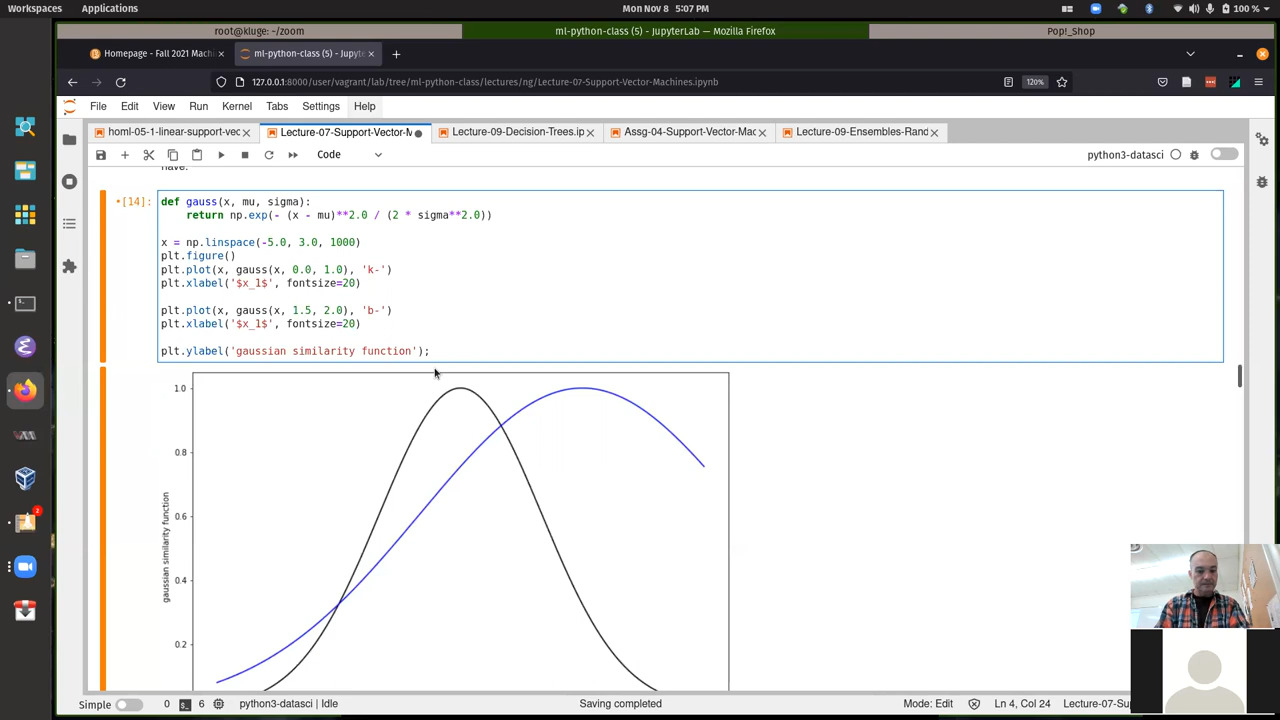 Workspaces Applications Mon Nov 8 5:07 PM 100 %
root@kluge: ~/zoom ml-python-class (5) - JupyterLab — Mozilla Firefox Pop!_Shop
Homepage - Fall 2021 Machi ml-python-class (5) - Jupyte
127.0.0.1:8000/user/vagrant/lab/tree/ml-python-class/lectures/ng/Lecture-07-Support-Vector-Machines.ipynb 120%
File Edit View Run Kernel Tabs Settings Help
homl-05-1-linear-support-vec Lecture-07-Support-Vector-M Lecture-09-Decision-Trees.ip Assg-04-Support-Vector-Mac Lecture-09-Ensembles-Rand
Code python3-datasci
have:
[14]: def gauss(x, mu, sigma):
return np.exp(- (x - mu)**2.0 / (2 * sigma**2.0))
x = np.linspace(-5.0, 3.0, 1000)
plt.figure()
plt.plot(x, gauss(x, 0.0, 1.0), 'k-')
plt.xlabel('$x_1$', fontsize=20)
plt.plot(x, gauss(x, 1.5, 2.0), 'b-')
plt.xlabel('$x_1$', fontsize=20)
plt.ylabel('gaussian similarity function');
1.0
0.8
0.6
0.4
0.2
gaussian similarity function
2
Simple 0 6 python3-datasci | Idle Saving completed Mode: Edit Ln 4, Col 24 Lecture-07-Su